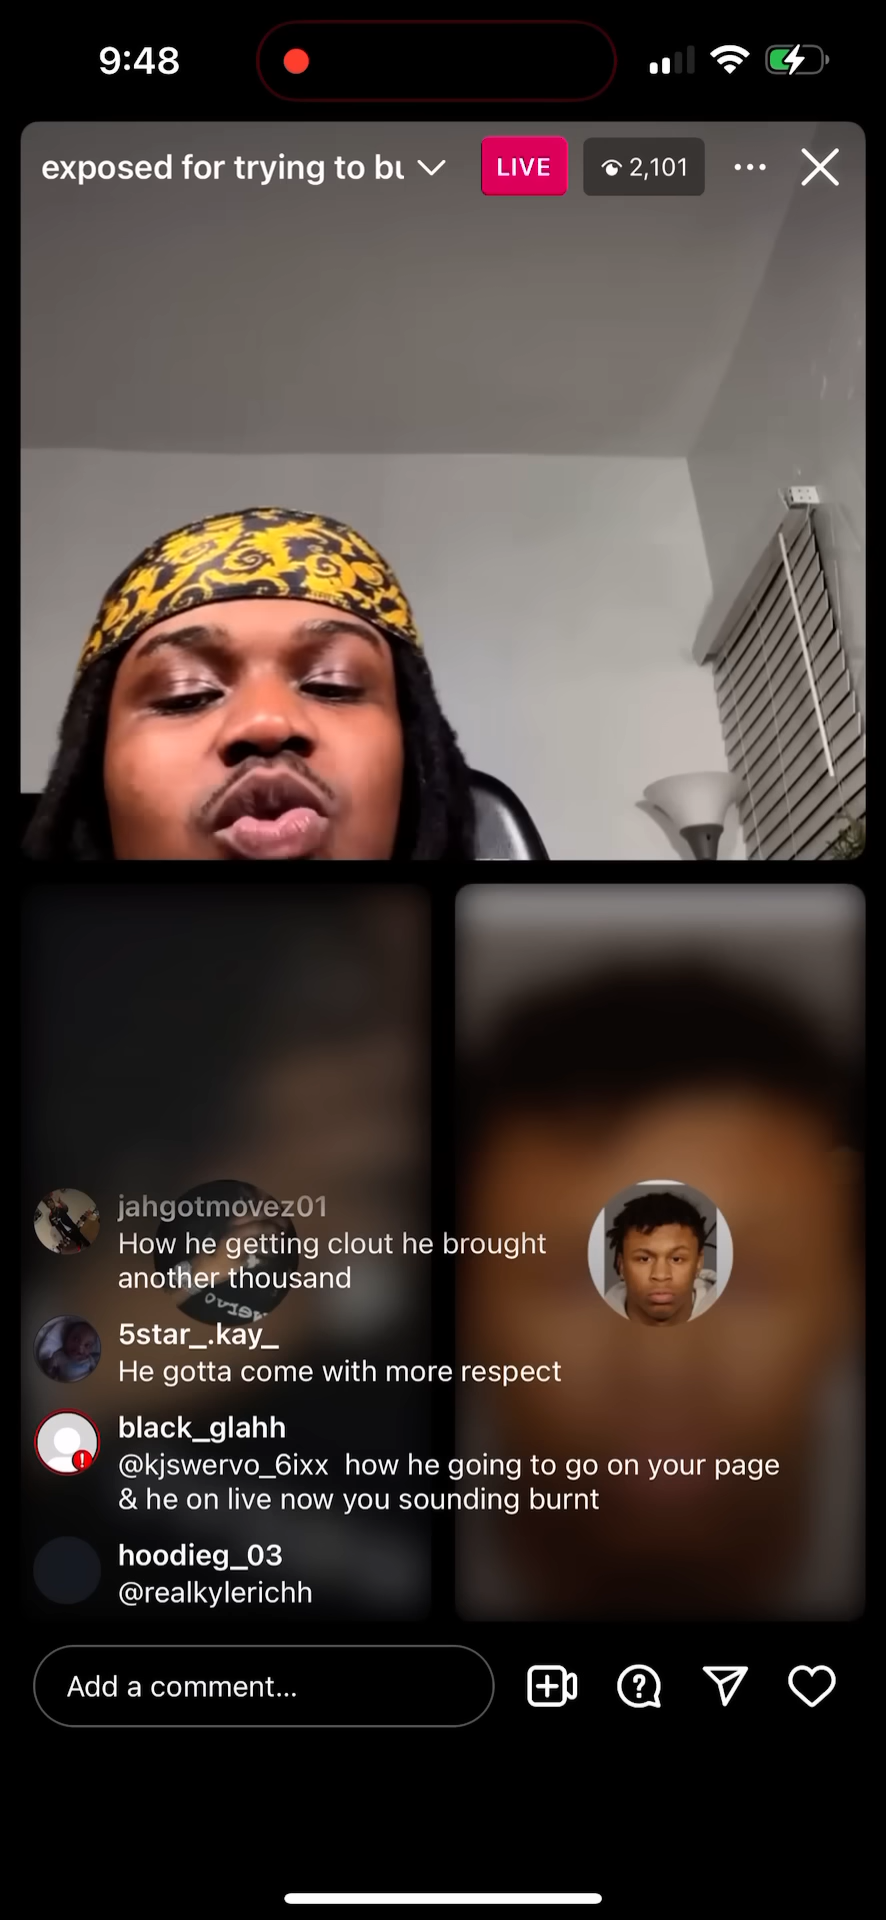 9:48
exposed for trying to bu
LIVE
2,101
jahgotmovez01
How he getting clout he brought
another thousand
5star_.kay_
He gotta come with more respect
black_glahh
@kjswervo_6ixx how he going to go on your page
& he on live now you sounding burnt
hoodieg_03
@realkylerichh
Add a comment...